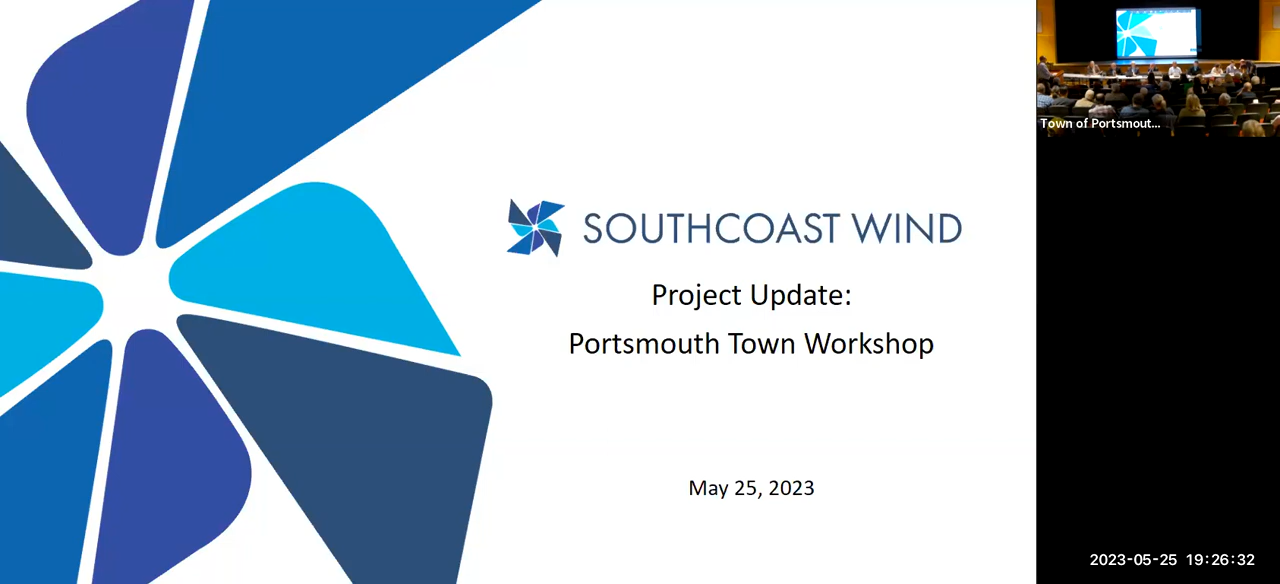 SOUTHCOAST WIND
Project Update:
Portsmouth Town Workshop
May 25, 2023
Town of Portsmout...
2023-05-25 19:26:32